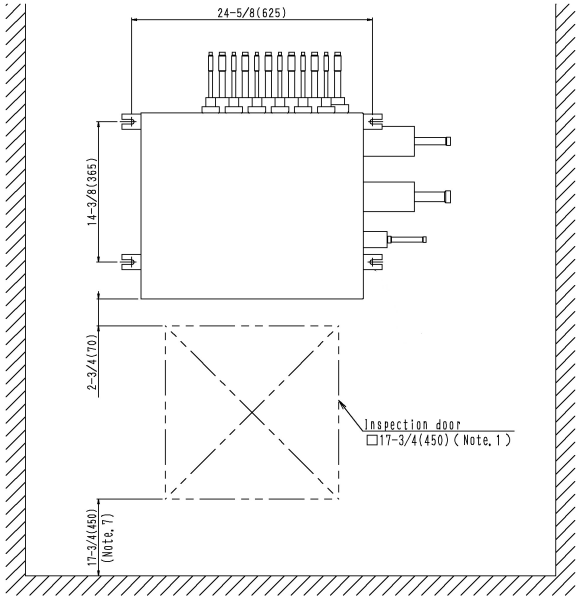 24-5/8(625)
14-3/8(365)
2-3/4(70)
Inspection door
□17-3/4(450) (Note. 1)
17-3/4(450)
(Note. 7)